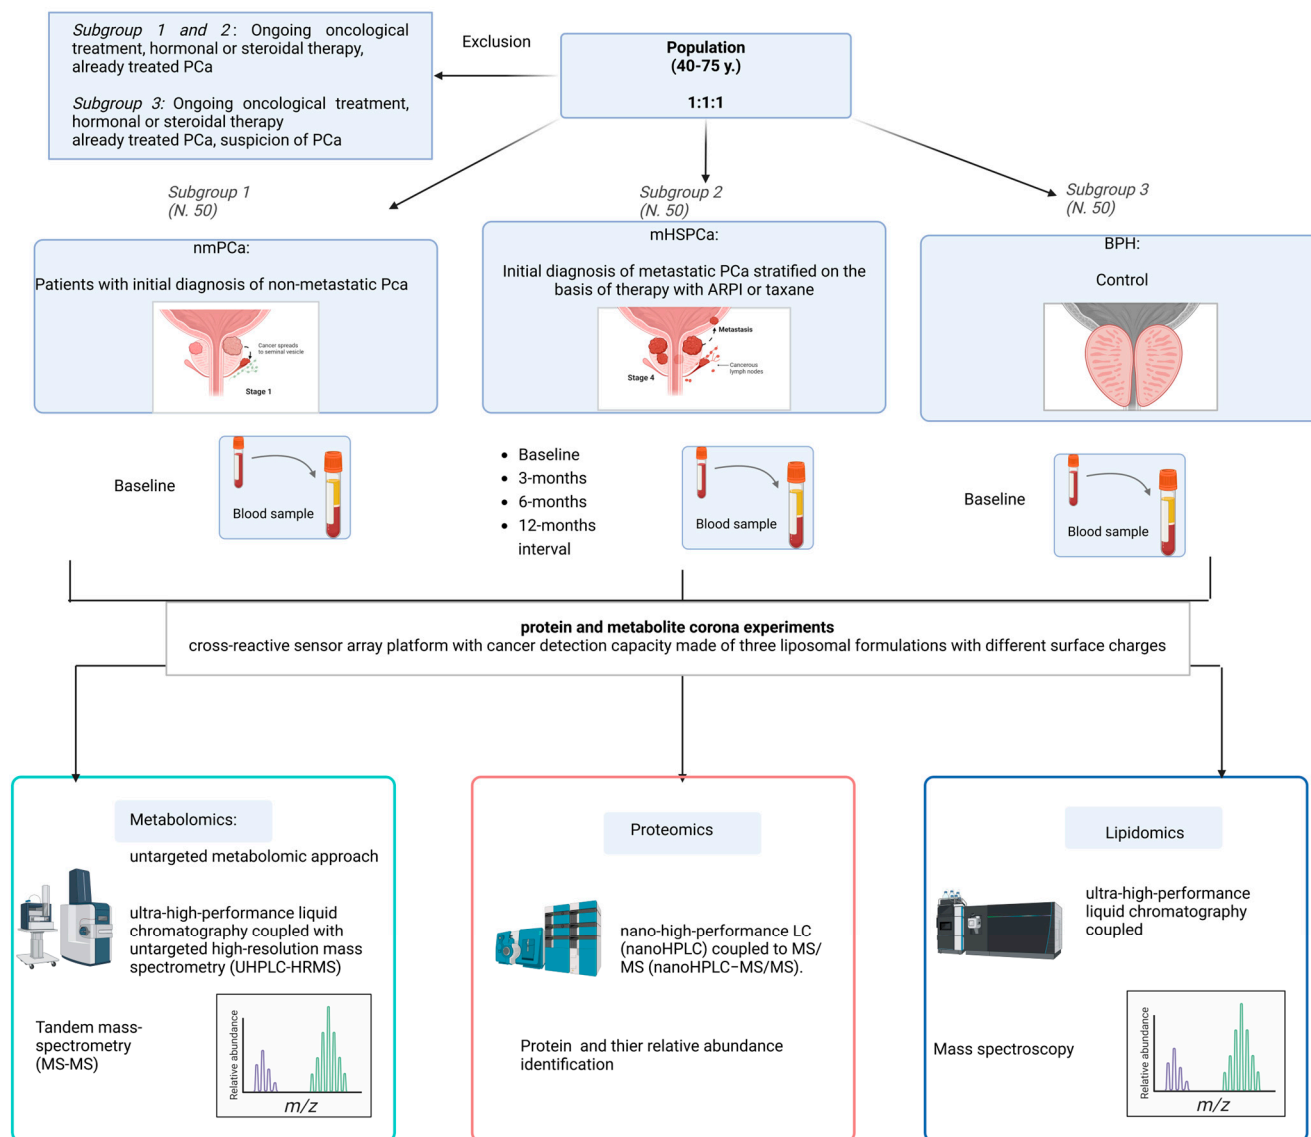 Subgroup 1 and 2: Ongoing oncological
treatment, hormonal or steroidal therapy,
already treated PCa
Subgroup 3: Ongoing oncological treatment,
hormonal or steroidal therapy
already treated PCa, suspicion of PCa
Exclusion
Population
(40-75 y.)
1:1:1
Subgroup 1
(N. 50)
Subgroup 2
(N. 50)
Subgroup 3
(N. 50)
nmPCa:
Patients with initial diagnosis of non-metastatic Pca
Cancer spreads
to seminal vesicle
Stage 1
mHSPCa:
Initial diagnosis of metastatic PCa stratified on the
basis of therapy with ARPI or taxane
Metastasis
Stage 4
Cancerous
lymph nodes
BPH:
Control
Baseline
Blood sample
• Baseline
• 3-months
• 6-months
• 12-months
interval
Blood sample
Baseline
Blood sample
protein and metabolite corona experiments
cross-reactive sensor array platform with cancer detection capacity made of three liposomal formulations with different surface charges
Metabolomics:
untargeted metabolomic approach
ultra-high-performance liquid
chromatography coupled with
untargeted high-resolution mass
spectrometry (UHPLC-HRMS)
Tandem mass-
spectrometry
(MS-MS)
Relative abundance
m/z
Proteomics
nano-high-performance LC
(nanoHPLC) coupled to MS/
MS (nanoHPLC–MS/MS).
Protein and thier relative abundance
identification
Lipidomics
ultra-high-performance
liquid chromatography
coupled
Mass spectroscopy
Relative abundance
m/z